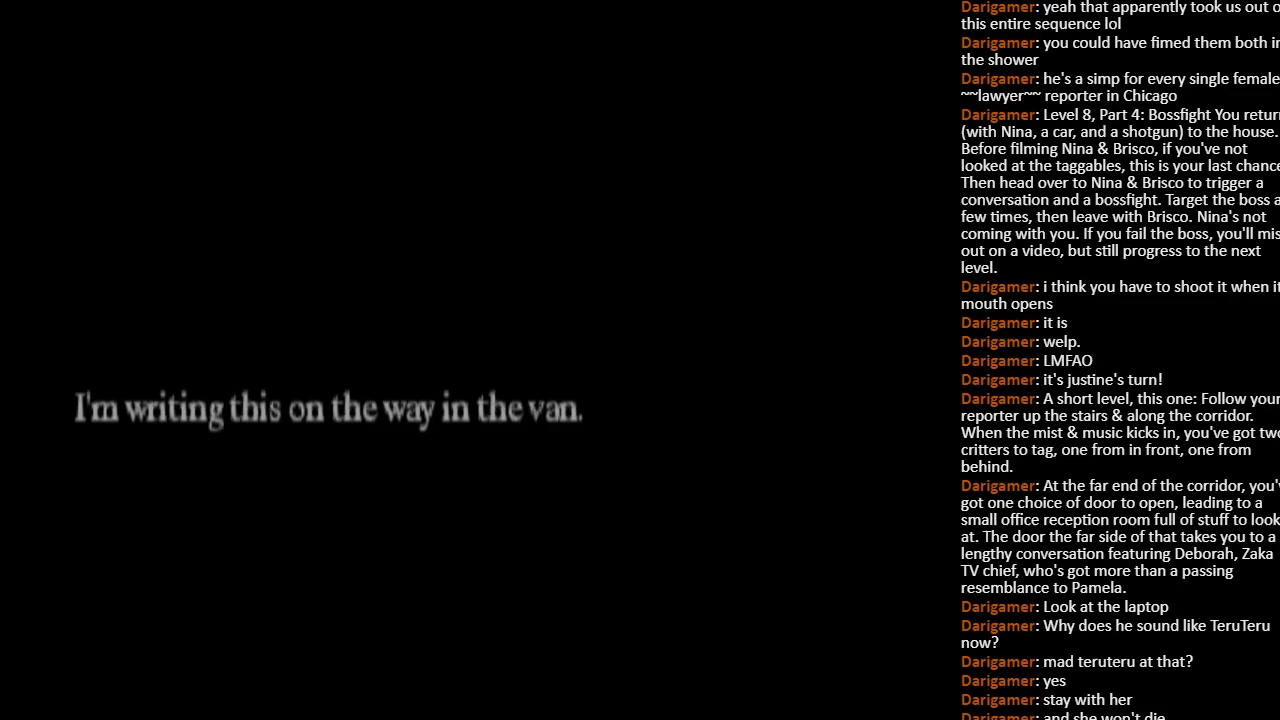 Darigamer: yeah that apparently took us out o
this entire sequence lol
Darigamer: you could have fimed them both in
the shower
Darigamer: he's a simp for every single female
~~lawyer~~ reporter in Chicago
Darigamer: Level 8, Part 4: Bossfight You retur
(with Nina, a car, and a shotgun) to the house.
Before filming Nina & Brisco, if you've not
looked at the taggables, this is your last chance
Then head over to Nina & Brisco to trigger a
conversation and a bossfight. Target the boss a
few times, then leave with Brisco. Nina's not
coming with you. If you fail the boss, you'll mis
out on a video, but still progress to the next
level.
Darigamer: i think you have to shoot it when it
mouth opens
Darigamer: it is
Darigamer: welp.
Darigamer: LMFAO
Darigamer: it's justine's turn!
Darigamer: A short level, this one: Follow your
reporter up the stairs & along the corridor.
When the mist & music kicks in, you've got two
critters to tag, one from in front, one from
behind.
Darigamer: At the far end of the corridor, you'v
got one choice of door to open, leading to a
small office reception room full of stuff to look
at. The door the far side of that takes you to a
lengthy conversation featuring Deborah, Zaka
TV chief, who's got more than a passing
resemblance to Pamela.
Darigamer: Look at the laptop
Darigamer: Why does he sound like TeruTeru
now?
Darigamer: mad teruteru at that?
Darigamer: yes
Darigamer: stay with her
Darigamer: and she won't die
I'm writing this on the way in the van.